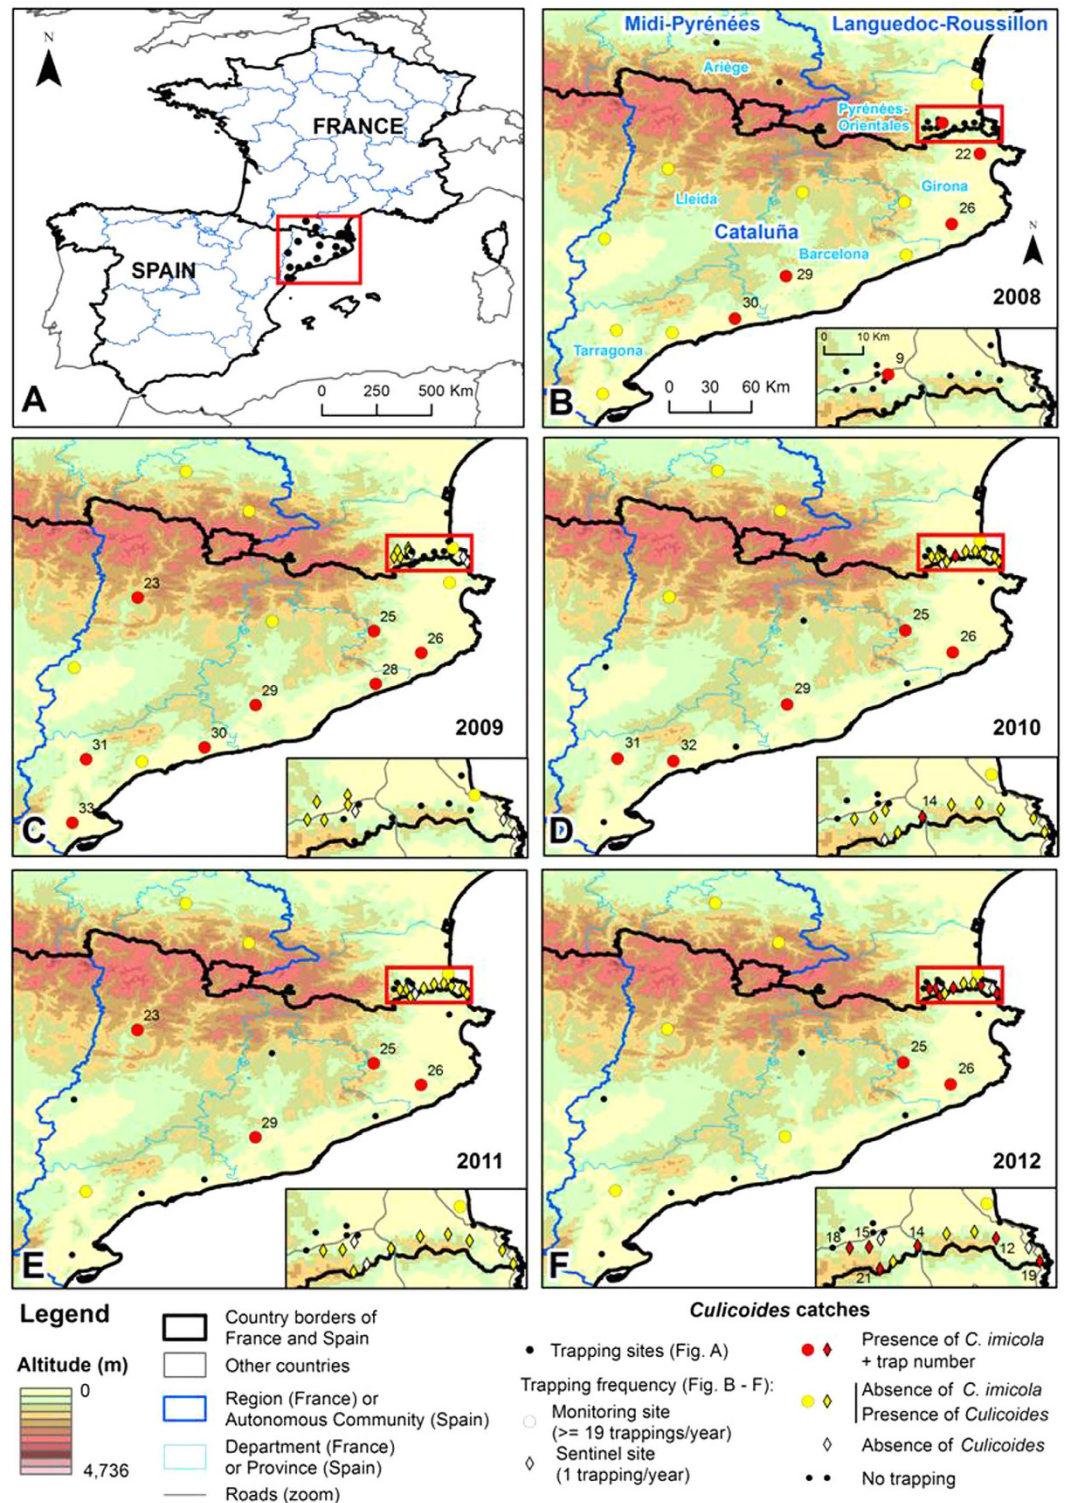 N
FRANCE
SPAIN
0 250 500 Km
A
Midi-Pyrénées
Languedoc-Roussillon
Ariège
Pyrénées-
Orientales
22
Girona
Lleida
26
Cataluña
N
Barcelona
29
2008
30
0 10 Km
9
Tarragona
0 30 60 Km
B
23
25
26
28
29
30
2009
31
33
C
25
26
29
2010
31
32
14
D
23
25
26
29
2011
E
25
26
2012
18
15
14
12
21
19
F
Legend
Altitude (m)
0
4,736
Country borders of
France and Spain
Other countries
Region (France) or
Autonomous Community (Spain)
Department (France)
or Province (Spain)
Roads (zoom)
Culicoides catches
Trapping sites (Fig. A)
Trapping frequency (Fig. B - F):
Monitoring site
(>= 19 trappings/year)
Sentinel site
(1 trapping/year)
Presence of C. imicola
+ trap number
Absence of C. imicola
Presence of Culicoides
Absence of Culicoides
No trapping